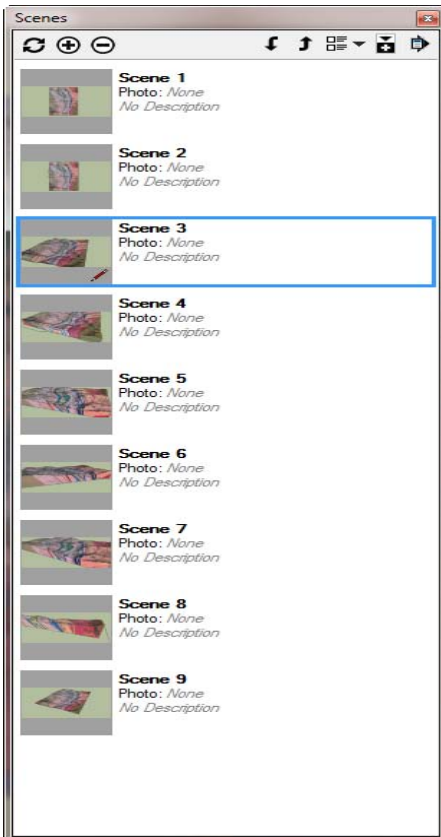 Scenes
Scene 1
Photo: None
No Description
Scene 2
Photo: None
No Description
Scene 3
Photo: None
No Description
Scene 4
Photo: None
No Description
Scene 5
Photo: None
No Description
Scene 6
Photo: None
No Description
Scene 7
Photo: None
No Description
Scene 8
Photo: None
No Description
Scene 9
Photo: None
No Description